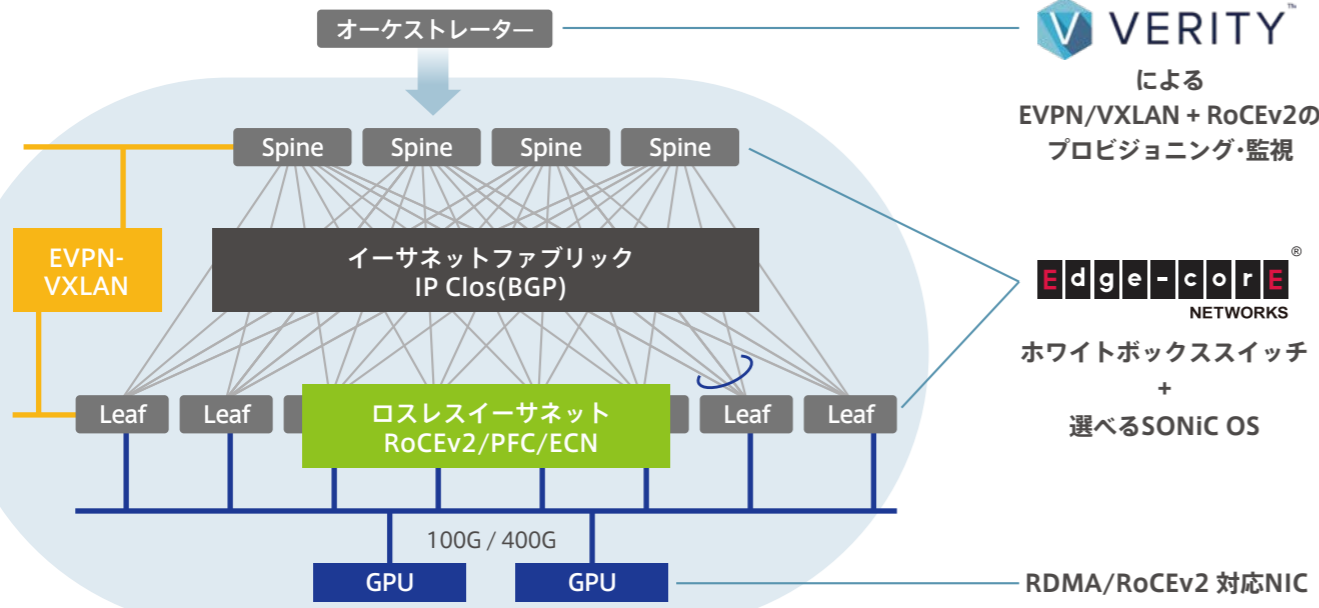 オーケストレーター
VERITY™
による
EVPN/VXLAN + RoCEv2の
プロビジョニング・監視
Spine
Spine
Spine
Spine
EVPN-
VXLAN
イーサネットファブリック
IP Clos(BGP)
Edge-corE®
NETWORKS
ホワイトボックススイッチ
+
選べるSONiC OS
Leaf
Leaf
ロスレスイーサネット
RoCEv2/PFC/ECN
Leaf
Leaf
100G / 400G
GPU
GPU
RDMA/RoCEv2 対応NIC